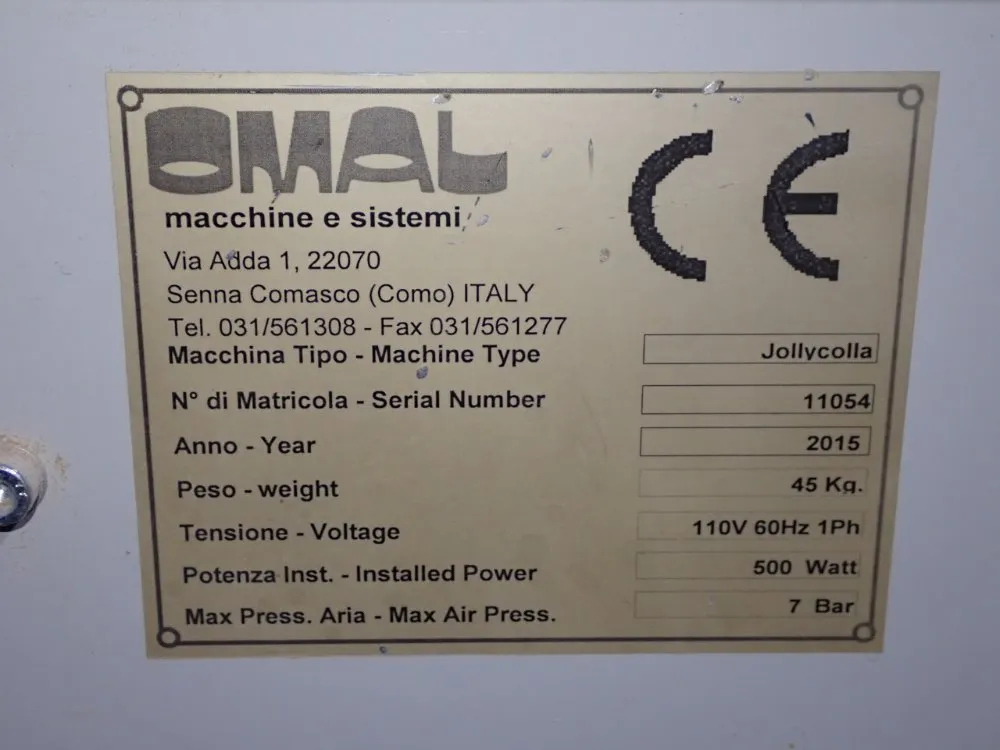 OMAL
CE
macchine e sistemi
Via Adda 1, 22070
Senna Comasco (Como) ITALY
Tel. 031/561308 - Fax 031/561277
Macchina Tipo - Machine Type Jollycolla
N° di Matricola - Serial Number 11054
Anno - Year 2015
Peso - weight 45 Kg.
Tensione - Voltage 110V 60Hz 1Ph
Potenza Inst. - Installed Power 500 Watt
Max Press. Aria - Max Air Press. 7 Bar